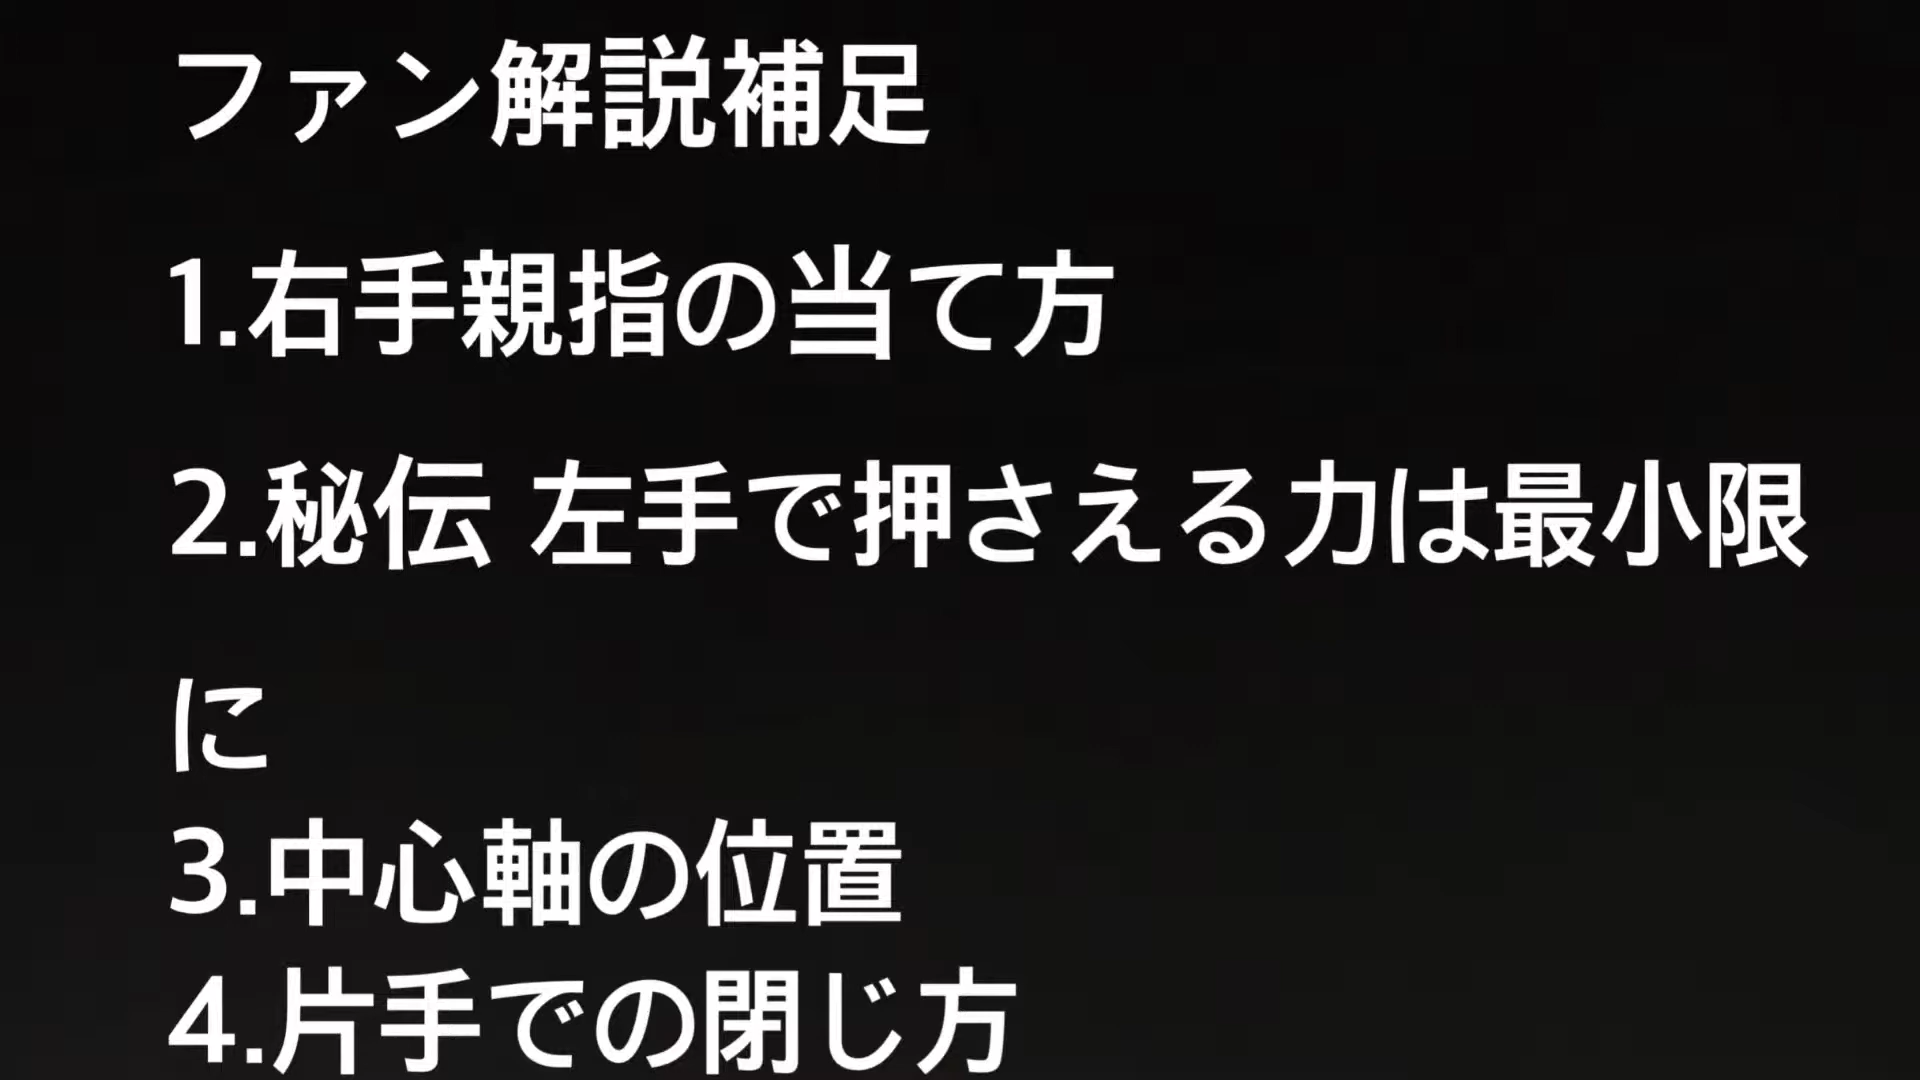 ファン解説補足
1.右手親指の当て方
2.秘伝 左手で押さえる力は最小限
に
3.中心軸の位置
4.片手での閉じ方